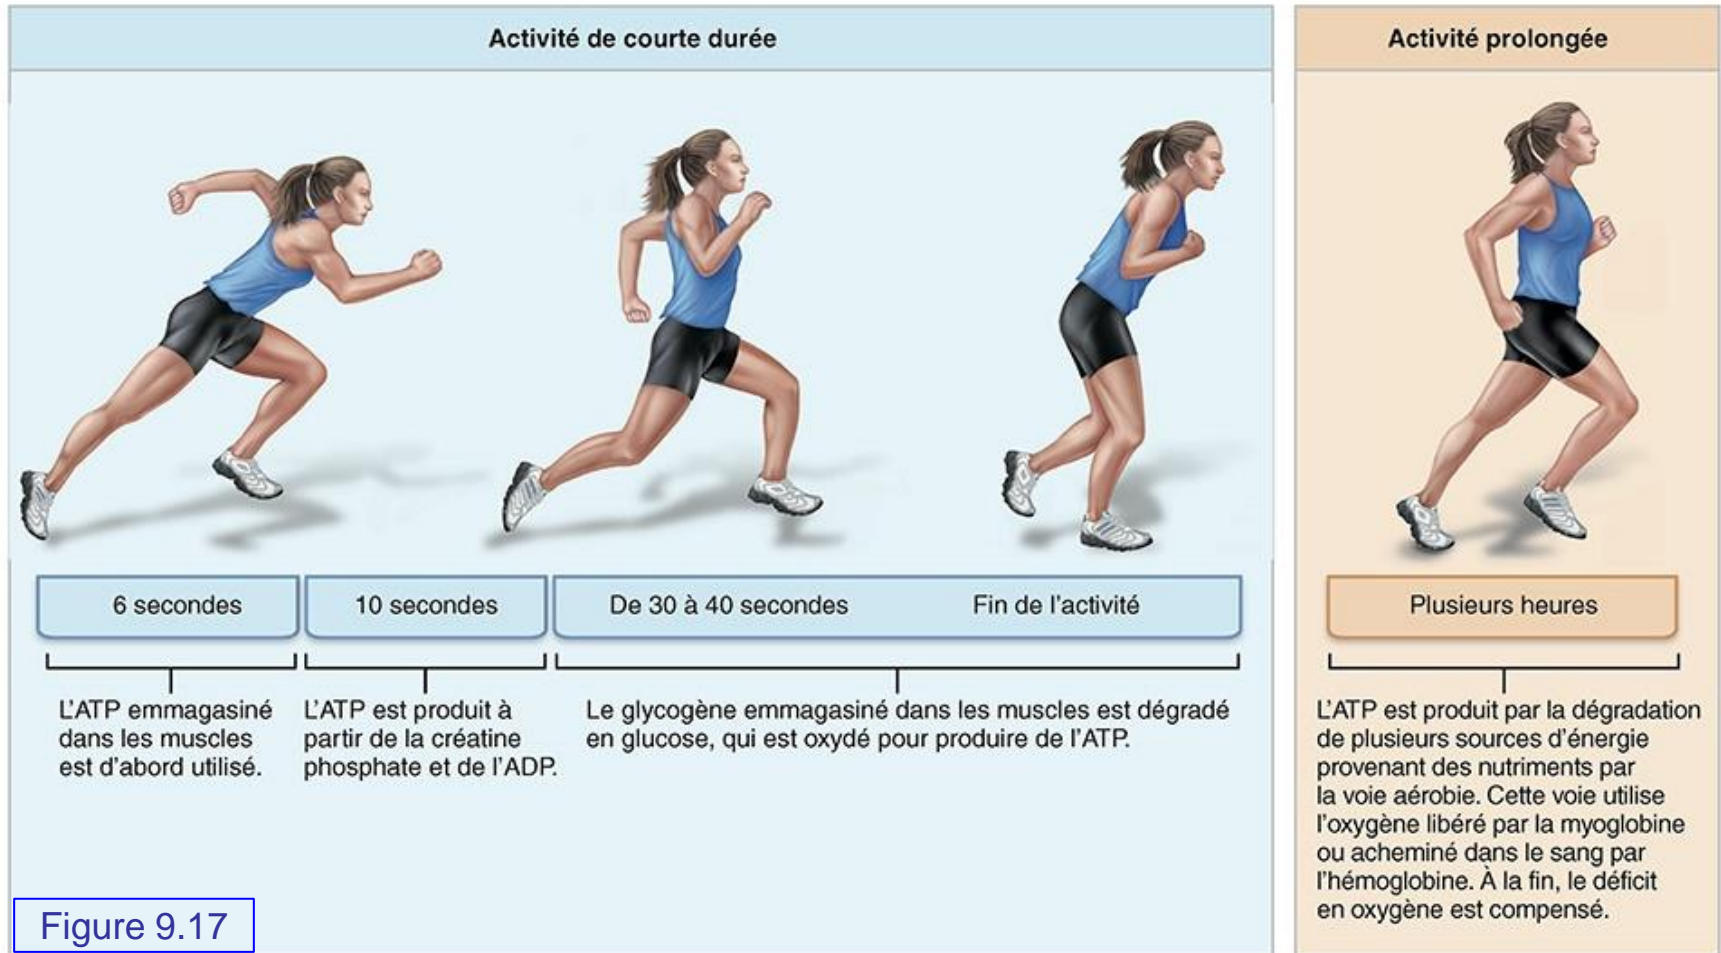 Activité de courte durée
6 secondes
10 secondes
De 30 à 40 secondes
Fin de l'activité
L'ATP emmagasiné
dans les muscles
est d'abord utilisé.
L'ATP est produit à
partir de la créatine
phosphate et de l'ADP.
Le glycogène emmagasiné dans les muscles est dégradé
en glucose, qui est oxydé pour produire de l'ATP.
Activité prolongée
Plusieurs heures
L'ATP est produit par la dégradation
de plusieurs sources d'énergie
provenant des nutriments par
la voie aérobie. Cette voie utilise
l'oxygène libéré par la myoglobine
ou acheminé dans le sang par
l'hémoglobine. À la fin, le déficit
en oxygène est compensé.
Figure 9.17